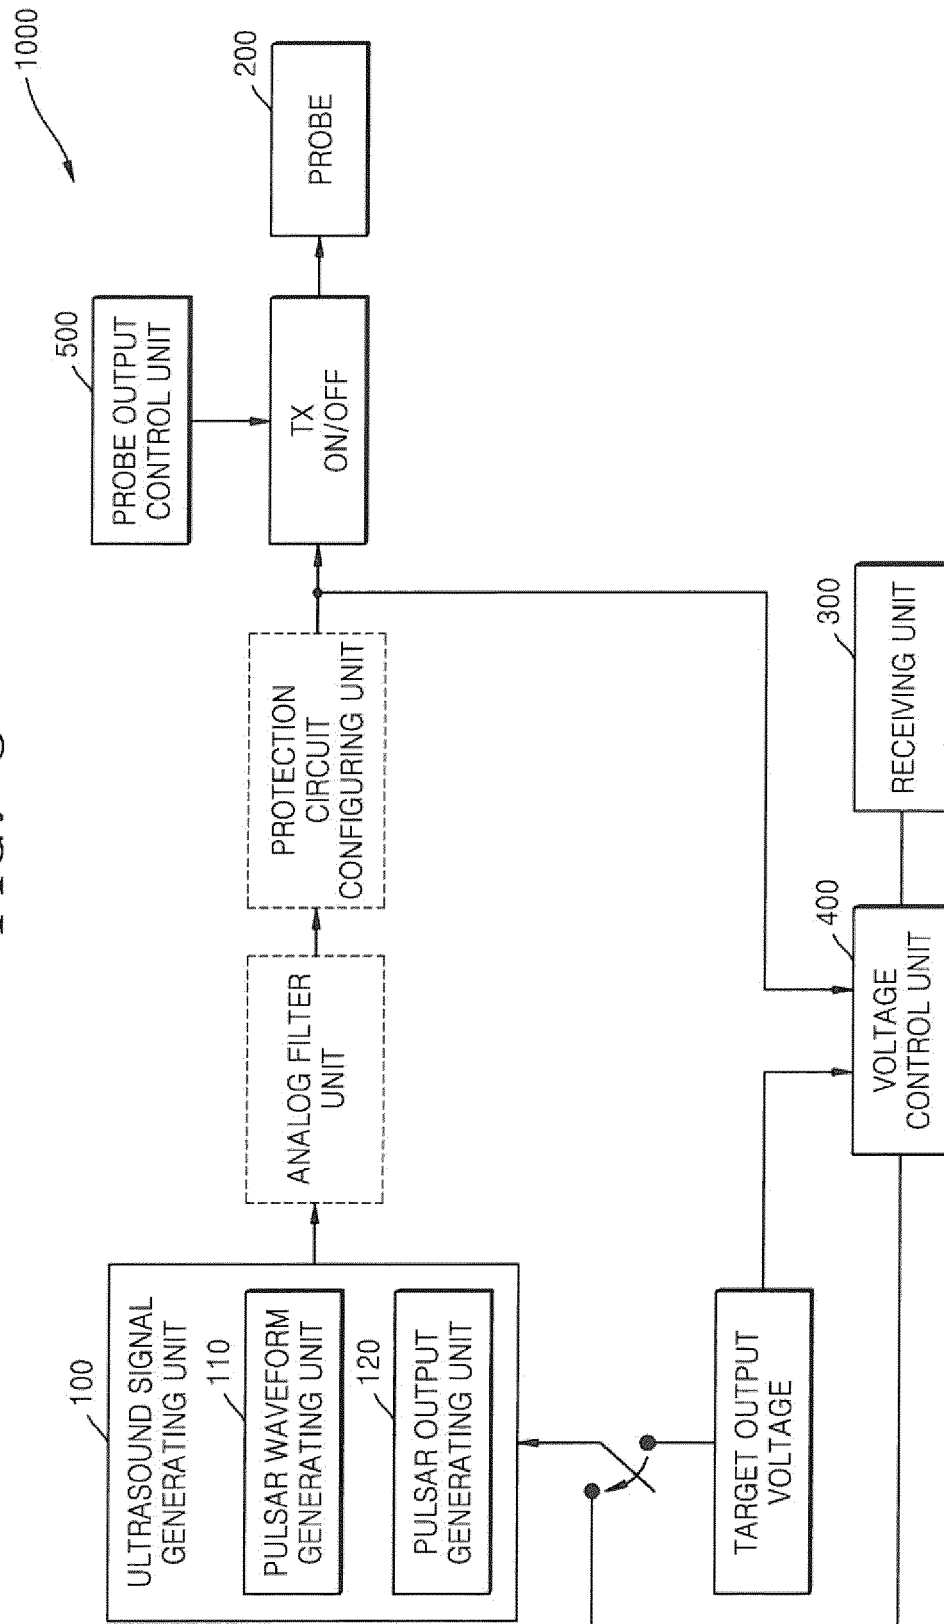 1000
500
PROBE OUTPUT
CONTROL UNIT
200
PROBE
TX
ON/OFF
PROTECTION
CIRCUIT
CONFIGURING UNIT
ANALOG FILTER
UNIT
100
ULTRASOUND SIGNAL
GENERATING UNIT
110
PULSAR WAVEFORM
GENERATING UNIT
120
PULSAR OUTPUT
GENERATING UNIT
TARGET OUTPUT
VOLTAGE
400
VOLTAGE
CONTROL UNIT
300
RECEIVING UNIT